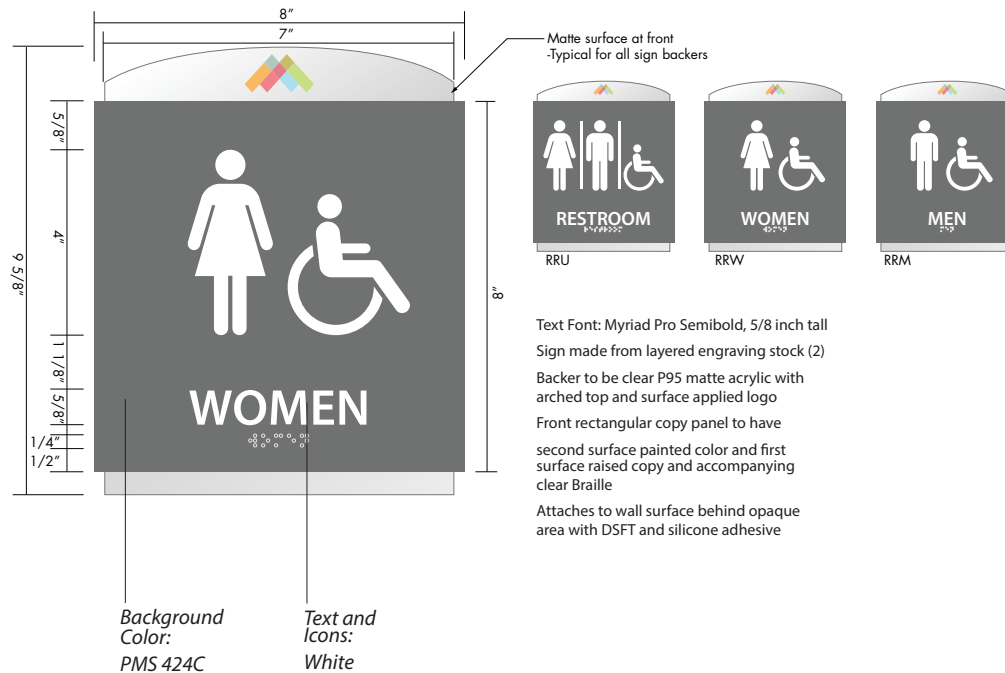 8”
7”
Matte surface at front
-Typical for all sign backers
5/8”
4”
9 5/8”
8”
1 1/8”
5/8”
1/4”
1/2”
WOMEN
RESTROOM
WOMEN
MEN
RRU
RRW
RRM
Text Font: Myriad Pro Semibold, 5/8 inch tall
Sign made from layered engraving stock (2)
Backer to be clear P95 matte acrylic with
arched top and surface applied logo
Front rectangular copy panel to have
second surface painted color and first
surface raised copy and accompanying
clear Braille
Attaches to wall surface behind opaque
area with DSFT and silicone adhesive
Background
Color:
PMS 424C
Text and
Icons:
White